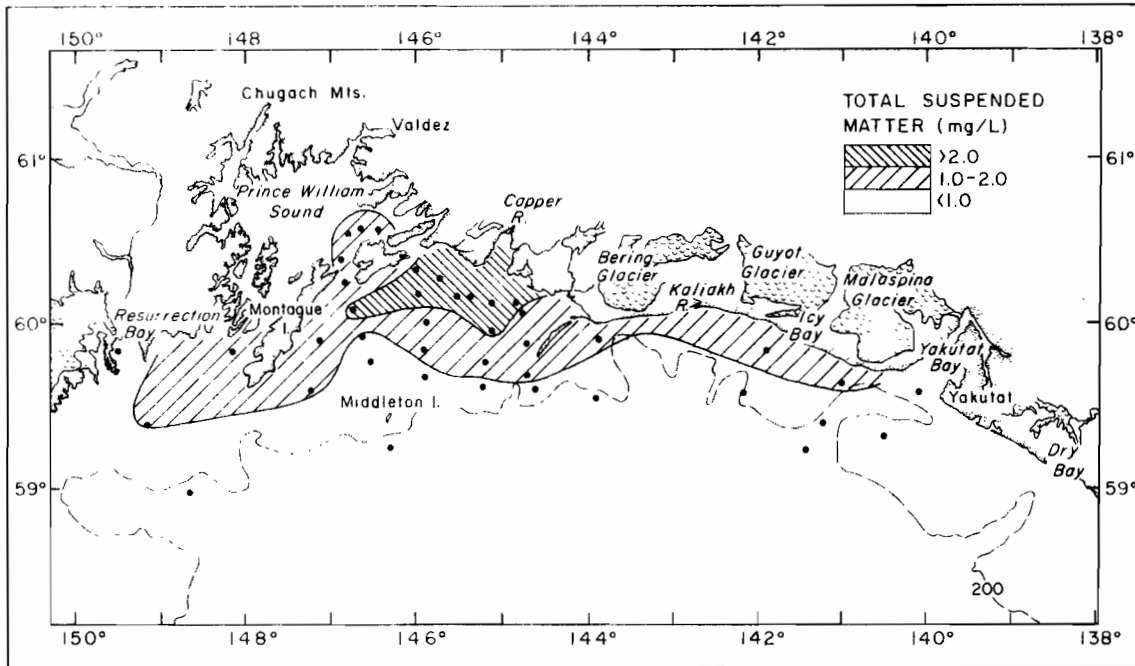 150° 148 146° 144° 142° 140° 138°
Chugach Mts.
Valdez
TOTAL SUSPENDED
MATTER (mg/L)
>2.0
1.0-2.0
<1.0
61° 61°
Prince William
Sound
Copper
R.
Bering
Glacier
Guyot
Glacier
Malaspina
Glacier
Kaliakh
R.
Icy
Bay
60° 60°
Resurrection
Bay
Montague
I.
Yakutat
Bay
Yakutat
Middleton I.
Dry
Bay
59° 59°
200
150° 148° 146° 144° 142° 140° 138°